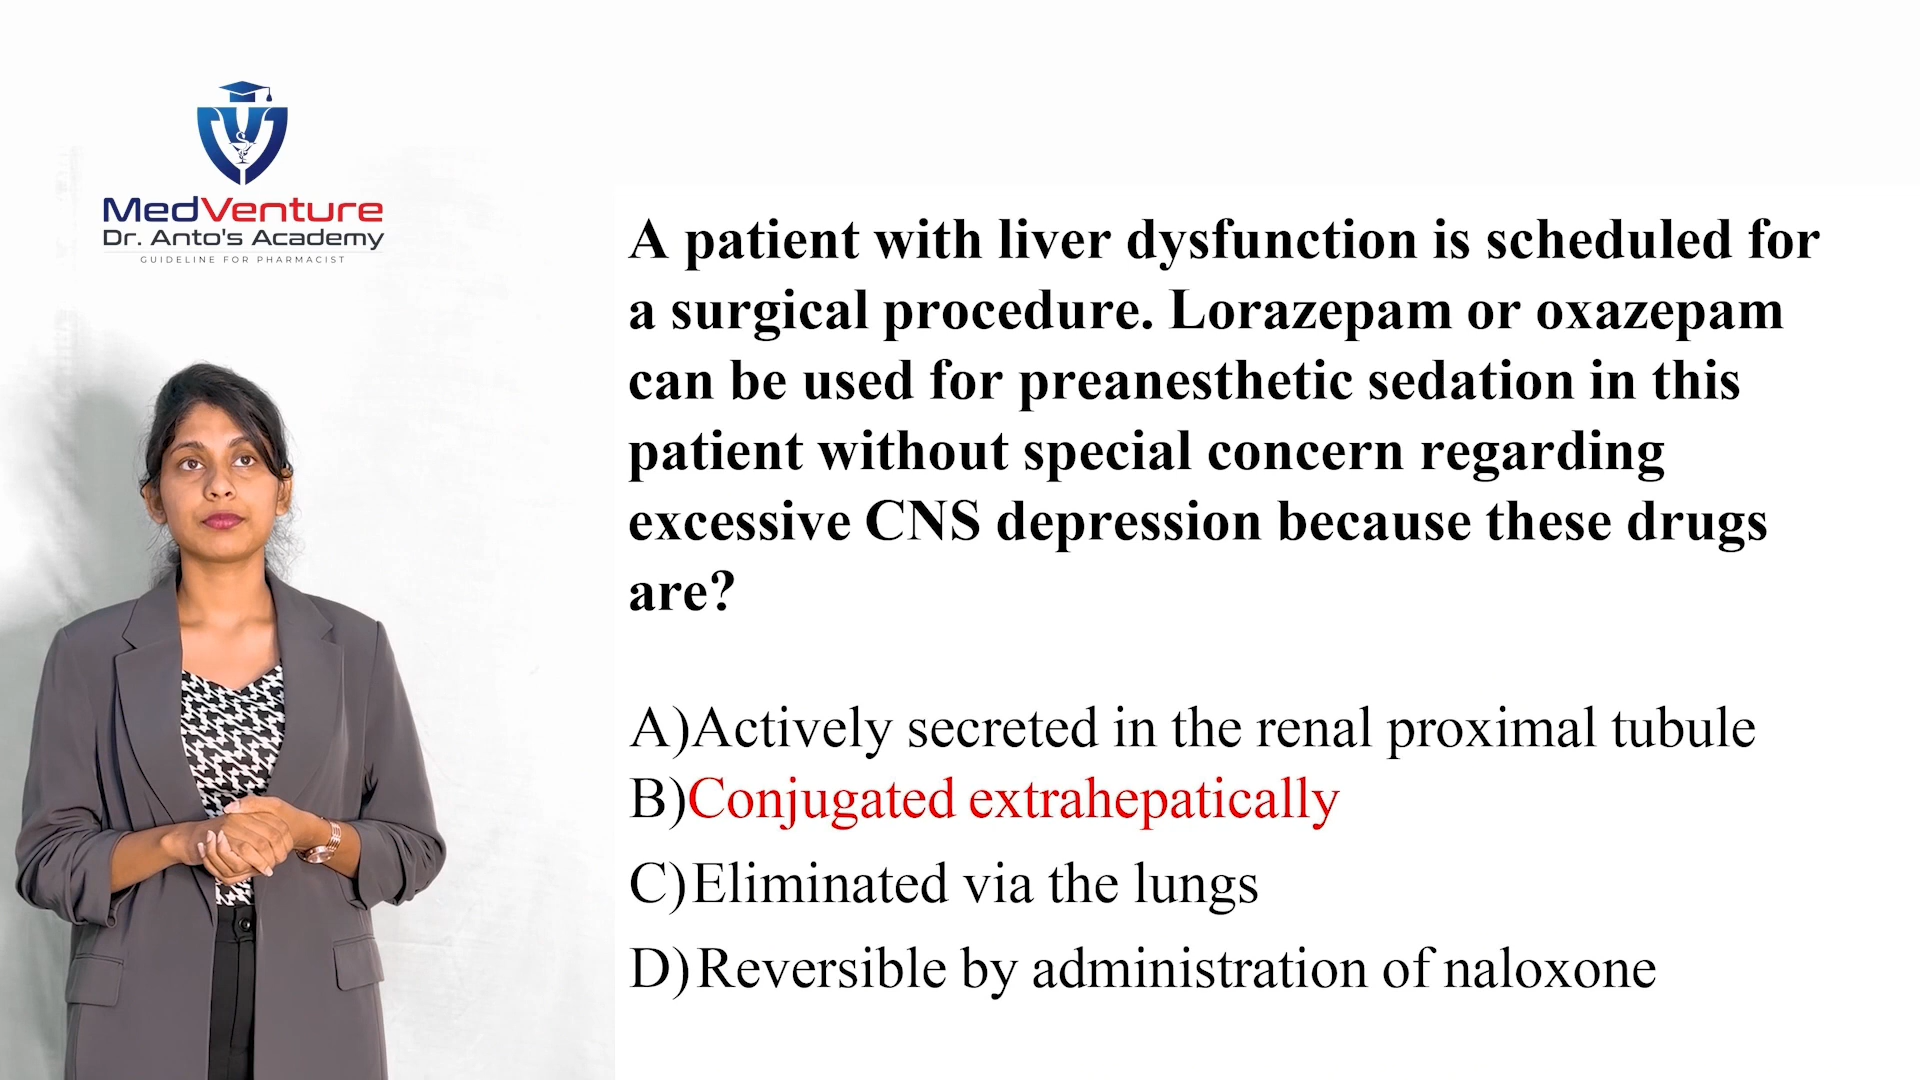 MedVenture
Dr. Anto's Academy
GUIDELINE FOR PHARMACIST
A patient with liver dysfunction is scheduled for
a surgical procedure. Lorazepam or oxazepam
can be used for preanesthetic sedation in this
patient without special concern regarding
excessive CNS depression because these drugs
are?
A)Actively secreted in the renal proximal tubule
B)Conjugated extrahepatically
C)Eliminated via the lungs
D)Reversible by administration of naloxone